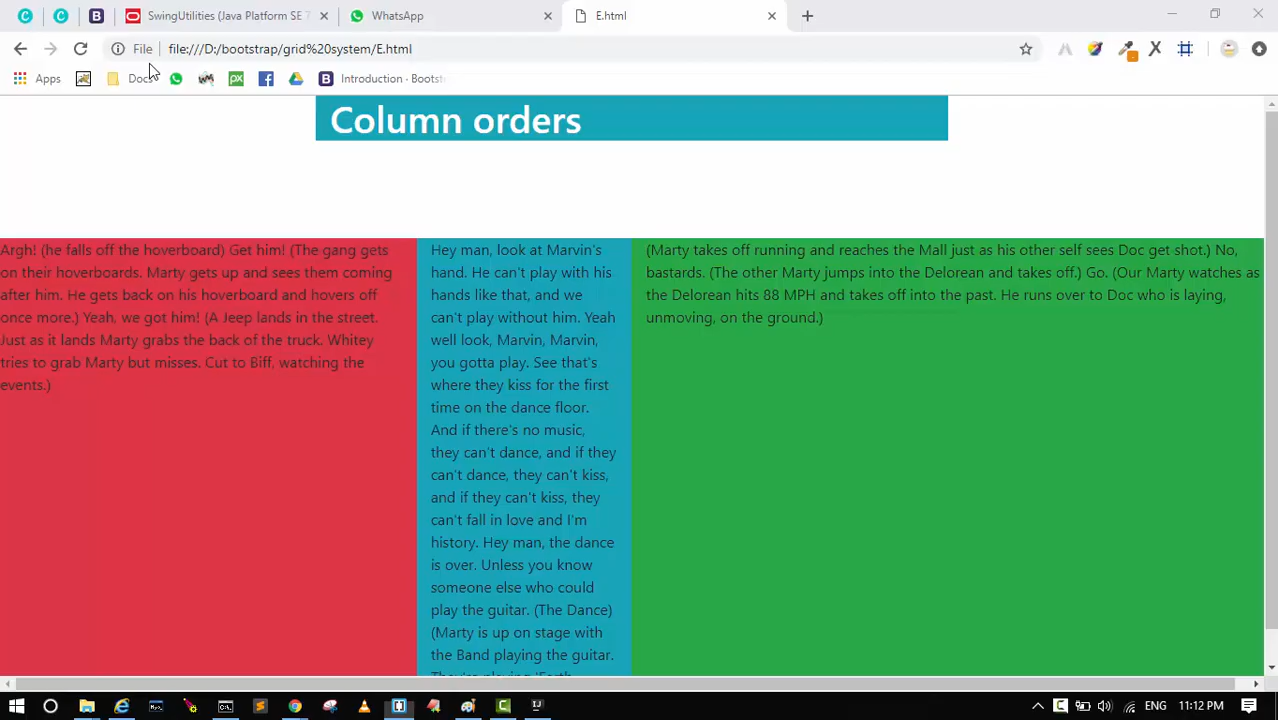 SwingUtilities (Java Platform SE 7
WhatsApp
E.html
File
file:///D:/bootstrap/grid%20system/E.html
Apps
Docs
px
Introduction · Boots
Column orders
Argh! (he falls off the hoverboard) Get him! (The gang gets
on their hoverboards. Marty gets up and sees them coming
after him. He gets back on his hoverboard and hovers off
once more.) Yeah, we got him! (A Jeep lands in the street.
Just as it lands Marty grabs the back of the truck. Whitey
tries to grab Marty but misses. Cut to Biff, watching the
events.)
Hey man, look at Marvin's
hand. He can't play with his
hands like that, and we
can't play without him. Yeah
well look, Marvin, Marvin,
you gotta play. See that's
where they kiss for the first
time on the dance floor.
And if there's no music,
they can't dance, and if they
can't dance, they can't kiss,
and if they can't kiss, they
can't fall in love and I'm
history. Hey man, the dance
is over. Unless you know
someone else who could
play the guitar. (The Dance)
(Marty is up on stage with
the Band playing the guitar.
They're playing 'Earth
(Marty takes off running and reaches the Mall just as his other self sees Doc get shot.) No,
bastards. (The other Marty jumps into the Delorean and takes off.) Go. (Our Marty watches as
the Delorean hits 88 MPH and takes off into the past. He runs over to Doc who is laying,
unmoving, on the ground.)
ENG
11:12 PM